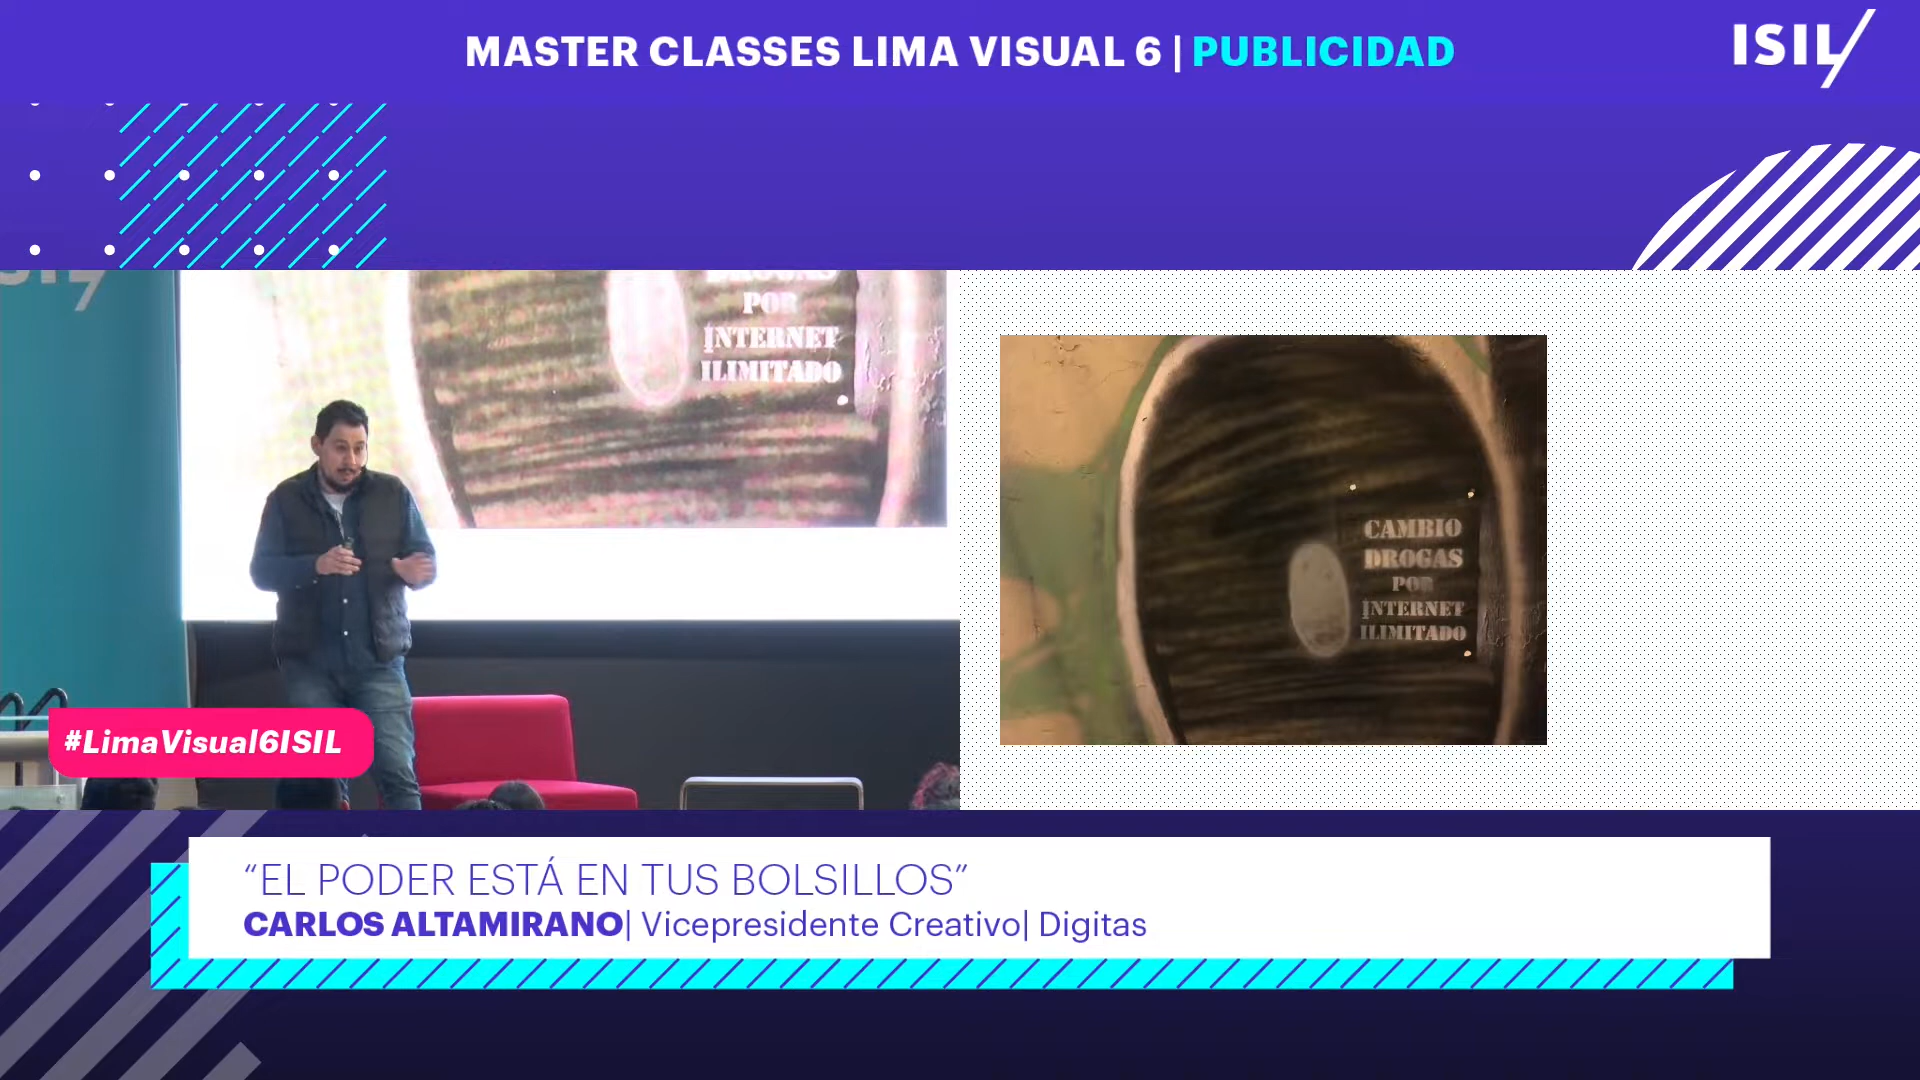 MASTER CLASSES LIMA VISUAL 6 | PUBLICIDAD
ISIL
POR
INTERNET
ILIMITADO
CAMBIO
DROGAS
POR
INTERNET
ILIMITADO
#LimaVisual6ISIL
“EL PODER ESTÁ EN TUS BOLSILLOS”
CARLOS ALTAMIRANO| Vicepresidente Creativo| Digitas